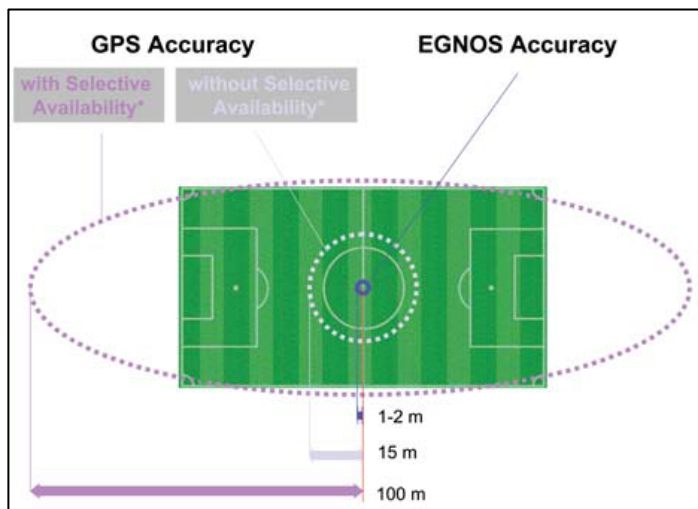 GPS Accuracy
EGNOS Accuracy
with Selective
Availability*
without Selective
Availability*
1-2 m
15 m
100 m